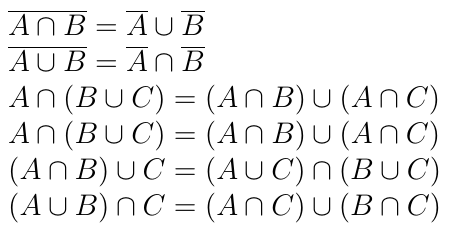 $\overline{A \cap B} = \overline{A} \cup \overline{B}$
$\overline{A \cup B} = \overline{A} \cap \overline{B}$
$A \cap (B \cup C) = (A \cap B) \cup (A \cap C)$
$A \cap (B \cup C) = (A \cap B) \cup (A \cap C)$
$(A \cap B) \cup C = (A \cup C) \cap (B \cup C)$
$(A \cup B) \cap C = (A \cap C) \cup (B \cap C)$